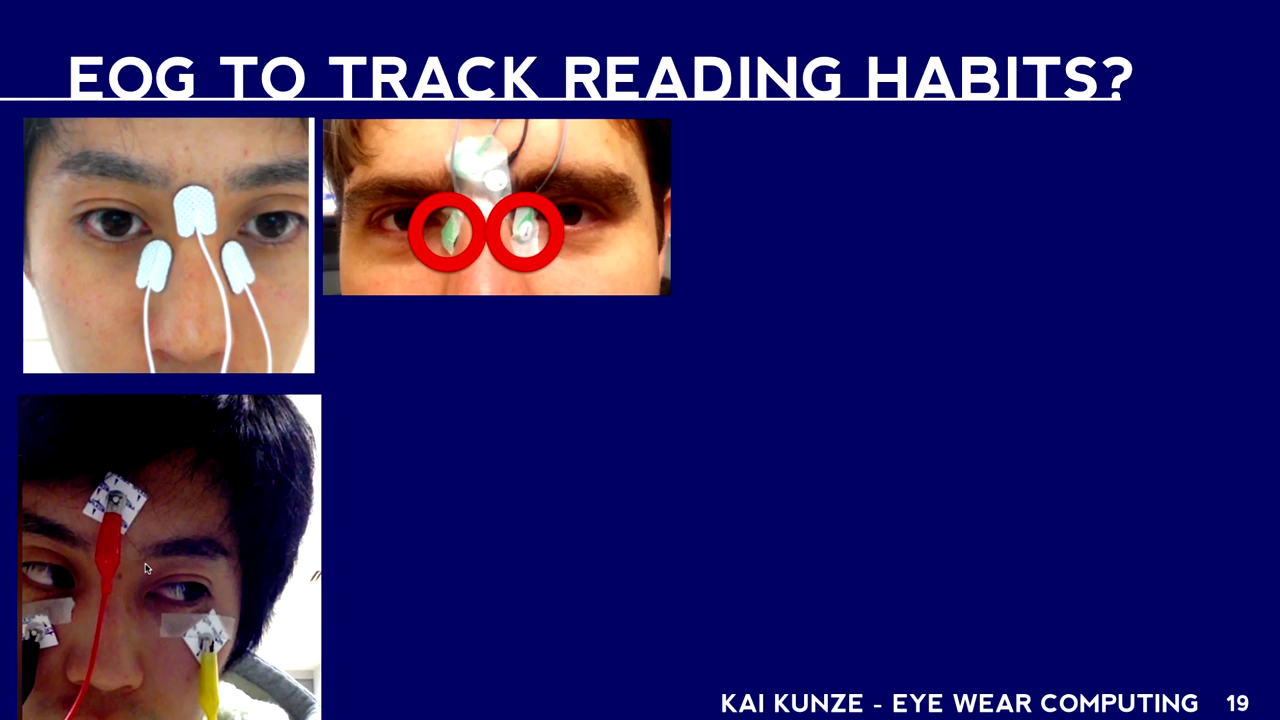 EOG TO TRACK READING HABITS?
KAI KUNZE - EYE WEAR COMPUTING 19